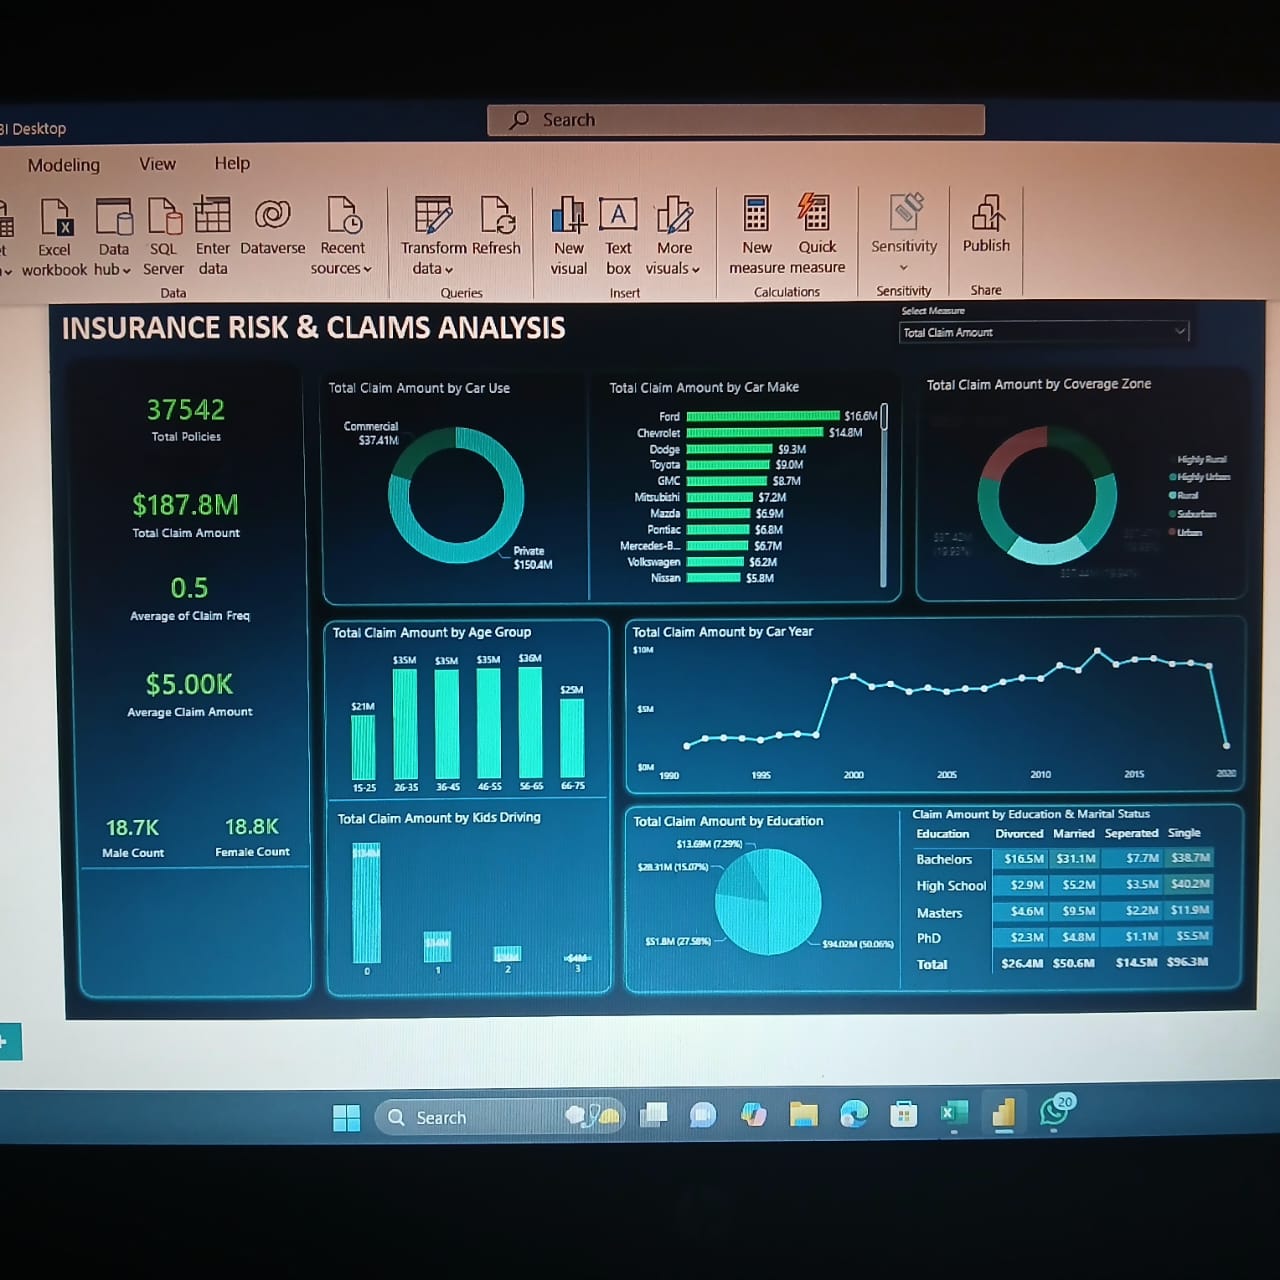 BI Desktop
Search
Modeling View Help
Excel workbook
Data hub
SQL Server
Enter data
Dataverse
Recent sources
Transform data
Refresh
New visual
Text box
More visuals
New measure
Quick measure
Sensitivity
Publish
Data
Queries
Insert
Calculations
Sensitivity
Share
INSURANCE RISK & CLAIMS ANALYSIS
Select Measure
Total Claim Amount
37542
Total Policies
$187.8M
Total Claim Amount
0.5
Average of Claim Freq
$5.00K
Average Claim Amount
18.7K
Male Count
18.8K
Female Count
Total Claim Amount by Car Use
Commercial
$37.41M
Private
$150.4M
Total Claim Amount by Car Make
Ford $16.6M
Chevrolet $14.8M
Dodge $9.3M
Toyota $9.0M
GMC $8.7M
Mitsubishi $7.2M
Mazda $6.9M
Pontiac $6.8M
Mercedes-B... $6.7M
Volkswagen $6.2M
Nissan $5.8M
Total Claim Amount by Coverage Zone
Highly Rural
Highly Urban
Rural
Suburban
Urban
Total Claim Amount by Age Group
$21M $35M $35M $35M $36M $25M
15-25 26-35 36-45 46-55 56-65 66-75
Total Claim Amount by Car Year
$10M
$5M
$0M
1990 1995 2000 2005 2010 2015 2020
Total Claim Amount by Kids Driving
0 1 2 3
Total Claim Amount by Education
$13.69M (7.29%)
$28.31M (15.07%)
$51.8M (27.58%)
$94.02M (50.06%)
Claim Amount by Education & Marital Status
Education Divorced Married Seperated Single
Bachelors $16.5M $31.1M $7.7M $38.7M
High School $2.9M $5.2M $3.5M $40.2M
Masters $4.6M $9.5M $2.2M $11.9M
PhD $2.3M $4.8M $1.1M $5.5M
Total $26.4M $50.6M $14.5M $96.3M
Search
20